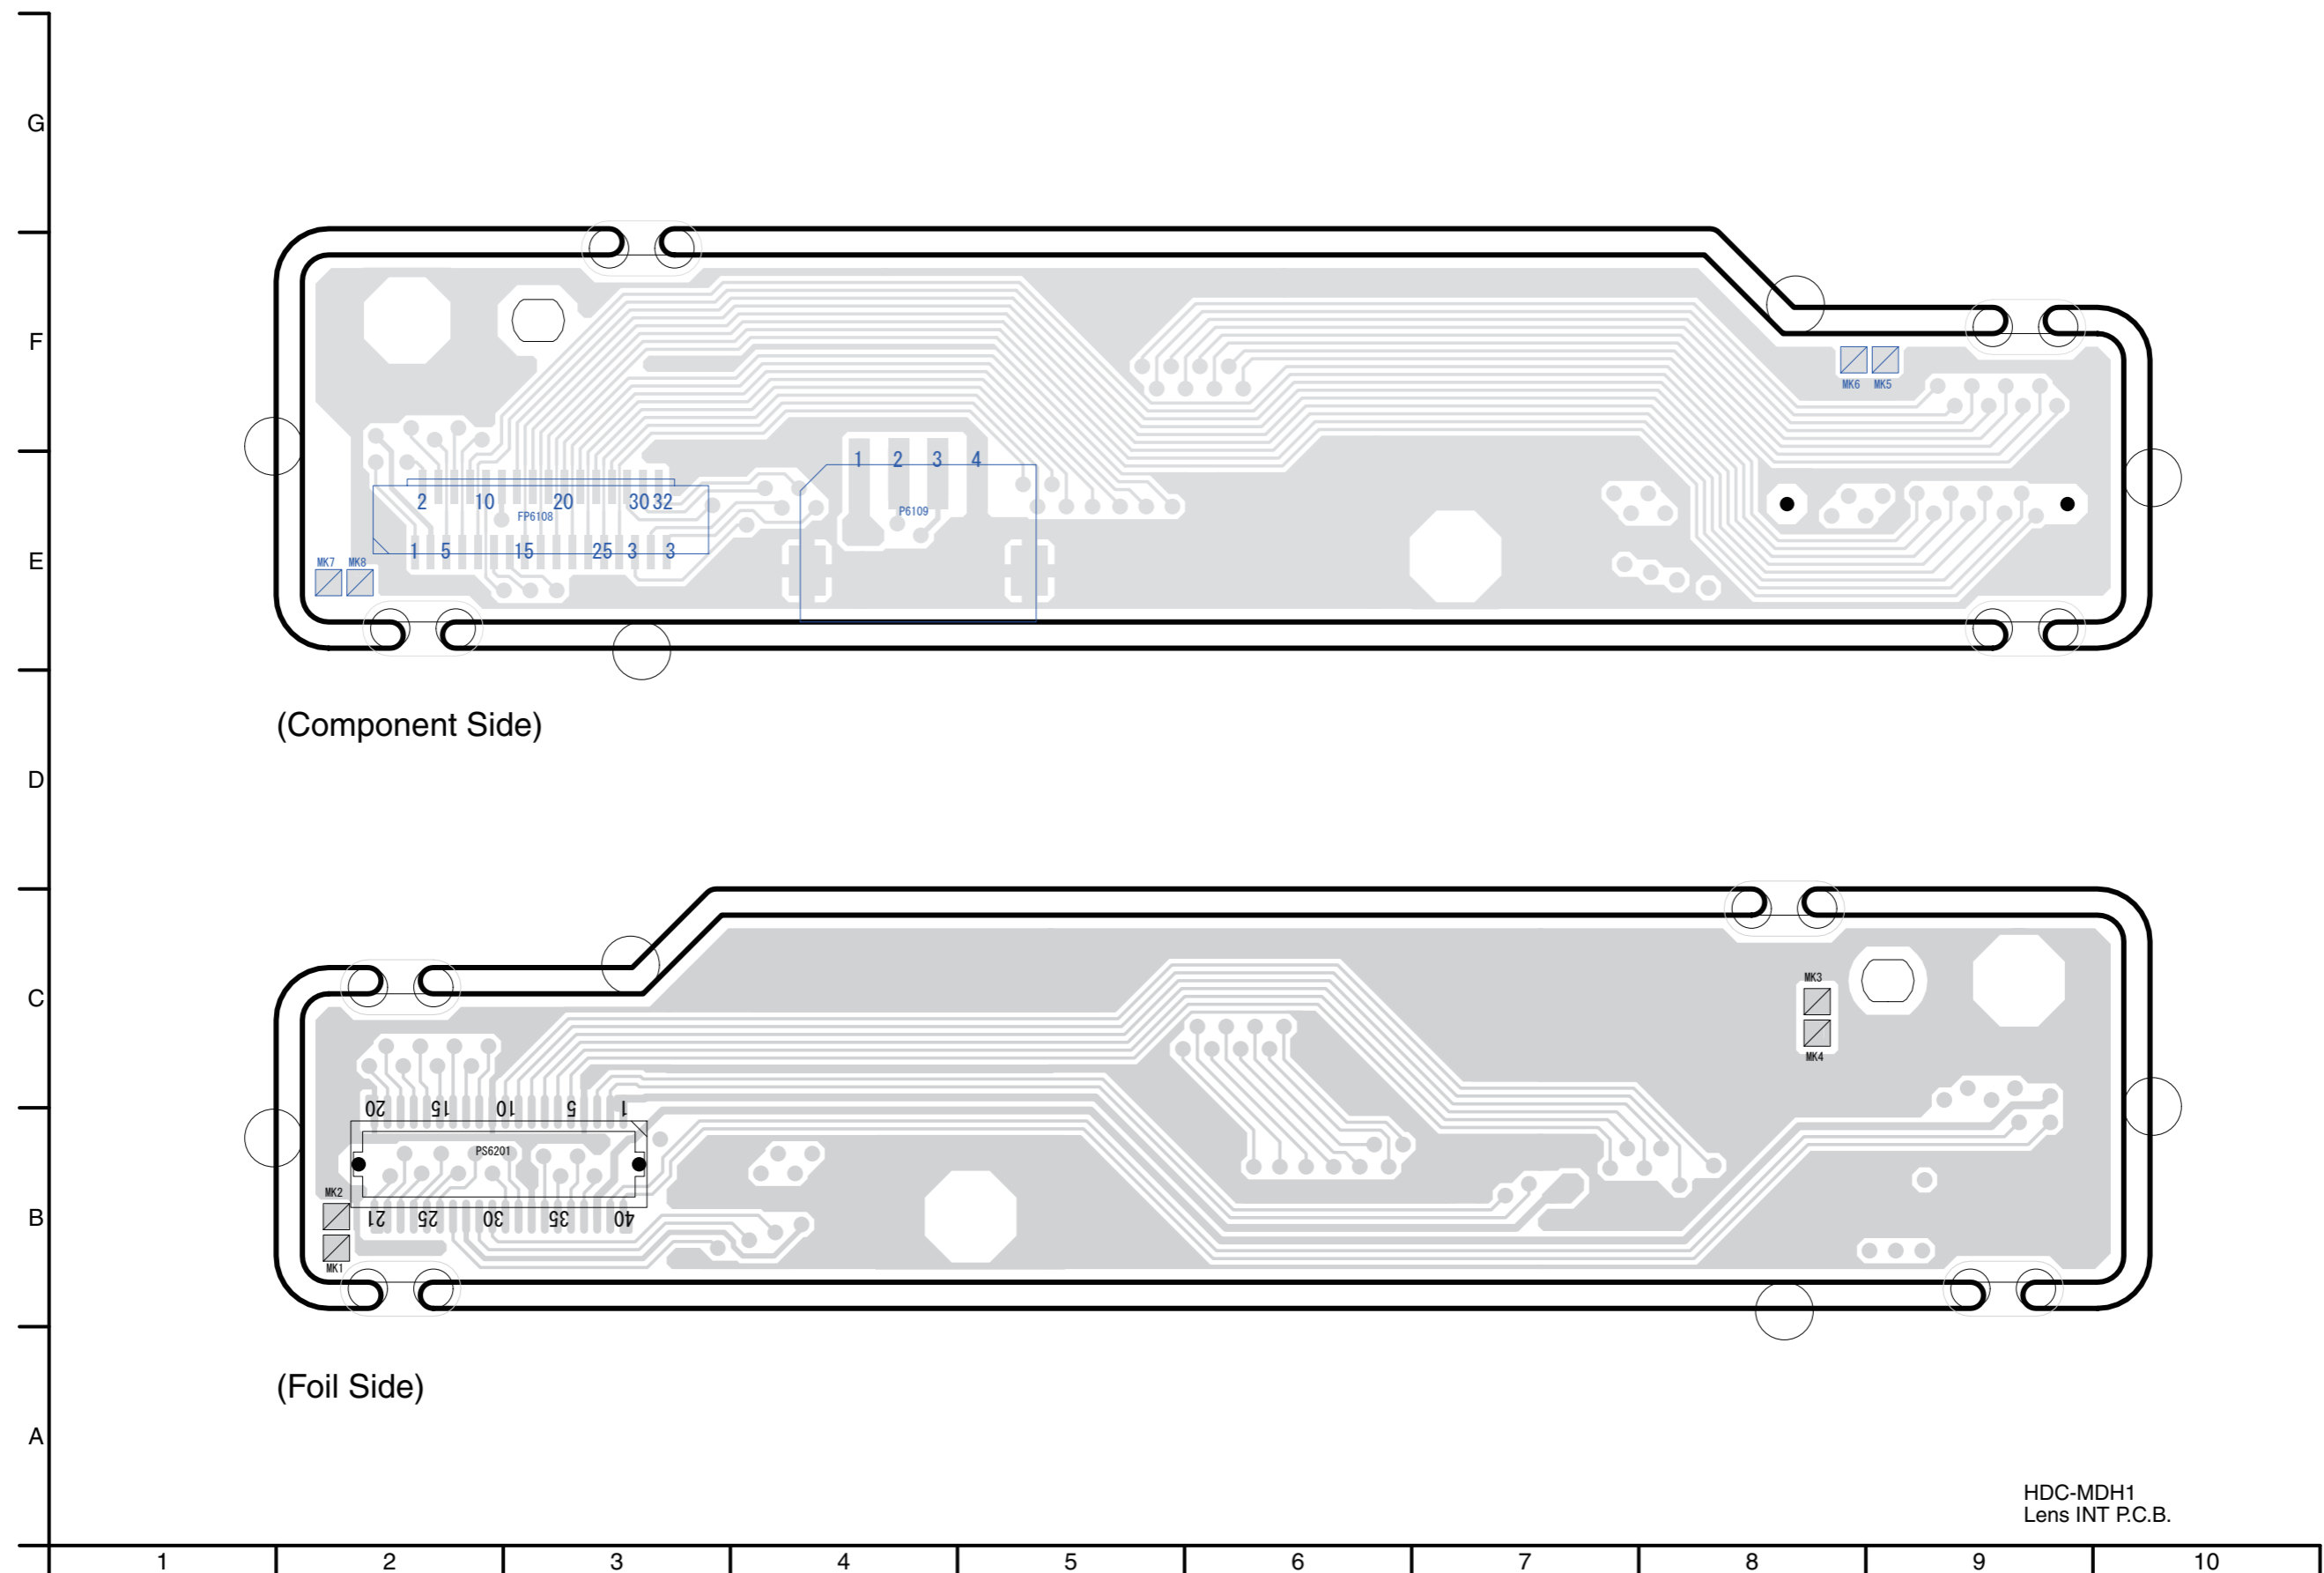 G
F
MK6 MK5
1 2 3 4
2 10 20 30 32
FP6108
P6109
1 5 15 25 3 3
E
MK7 MK8
(Component Side)
D
MK3
C
MK4
20 15 10 5 1
PS6201
MK2
B
21 25 30 35 40
MK1
(Foil Side)
A
HDC-MDH1
Lens INT P.C.B.
1 2 3 4 5 6 7 8 9 10